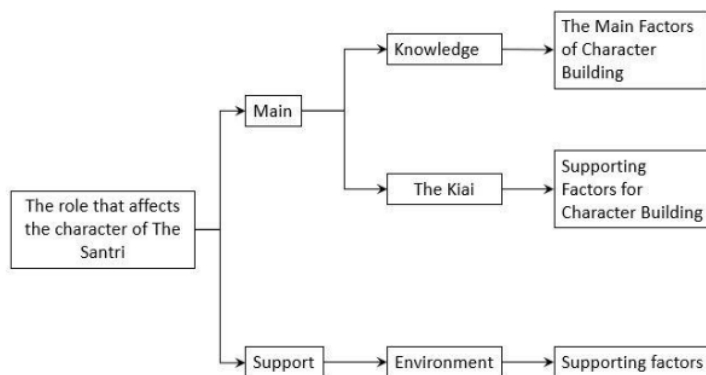 The role that affects
the character of The
Santri
Main
Knowledge
The Main Factors
of Character
Building
The Kiai
Supporting
Factors for
Character Building
Support
Environment
Supporting factors